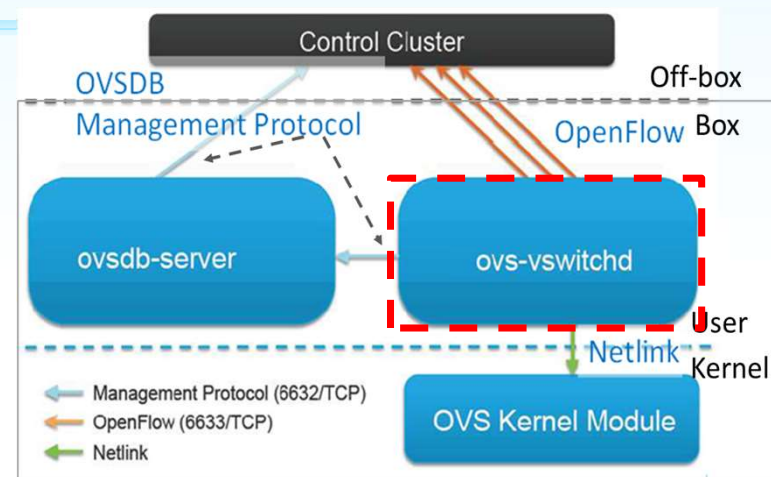 Control Cluster
OVSDB
Off-box
Management Protocol
OpenFlow
Box
ovsdb-server
ovs-vswitchd
User
Netlink
Kernel
Management Protocol (6632/TCP)
OpenFlow (6633/TCP)
Netlink
OVS Kernel Module